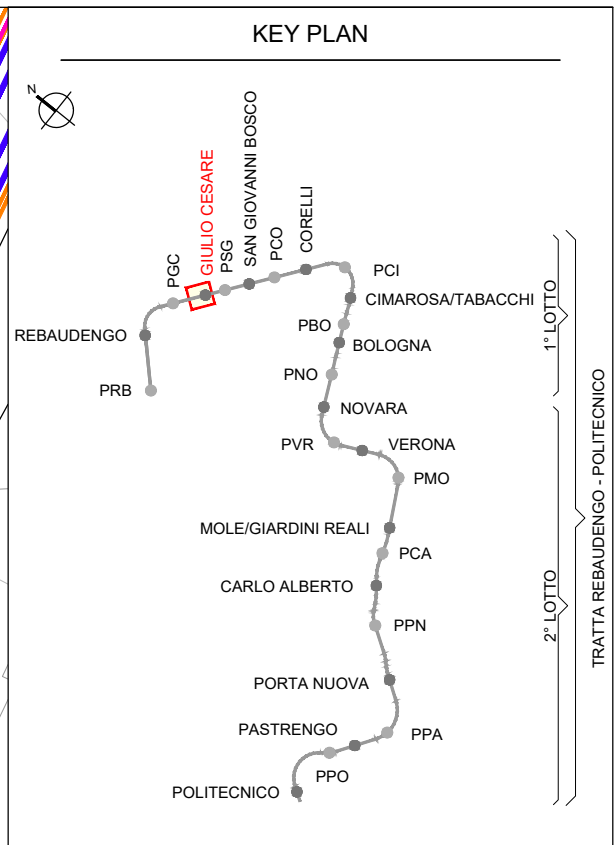 KEY PLAN
N
PGC
GIULIO CESARE
PSG
SAN GIOVANNI BOSCO
PCO
CORELLI
PCI
CIMAROSA/TABACCHI
REBAUDENGO
PBO
BOLOGNA
PNO
PRB
NOVARA
PVR
VERONA
PMO
MOLE/GIARDINI REALI
PCA
CARLO ALBERTO
PPN
PORTA NUOVA
PASTRENGO
PPA
PPO
POLITECNICO
1° LOTTO
2° LOTTO
TRATTA REBAUDENGO - POLITECNICO